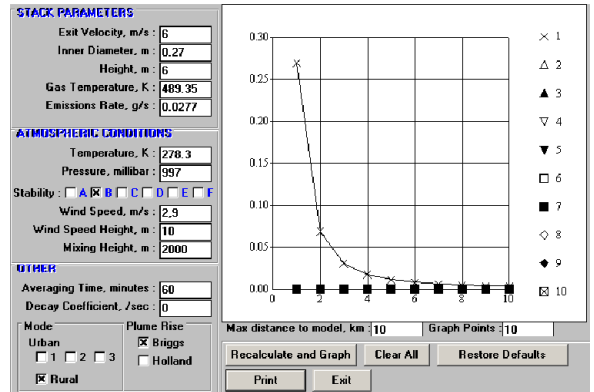 STACK PARAMETERS
Exit Velocity, m/s : 6
Inner Diameter, m : 0.27
Height, m : 6
Gas Temperature, K : 489.35
Emissions Rate, g/s : 0.0277
ATMOSPHERIC CONDITIONS
Temperature, K : 278.3
Pressure, millibar : 997
Stability : A B C D E F
Wind Speed, m/s : 2,9
Wind Speed Height, m : 10
Mixing Height, m : 2000
OTHER
Averaging Time, minutes : 60
Decay Coefficient, /sec : 0
Mode
Urban
1 2 3
Rural
Plume Rise
Briggs
Holland
0.30
0.25
0.20
0.15
0.10
0.05
0.00
0 2 4 6 8 10
1
2
3
4
5
6
7
8
9
10
Max distance to model, km : 10 Graph Points : 10
Recalculate and Graph Clear All Restore Defaults
Print Exit